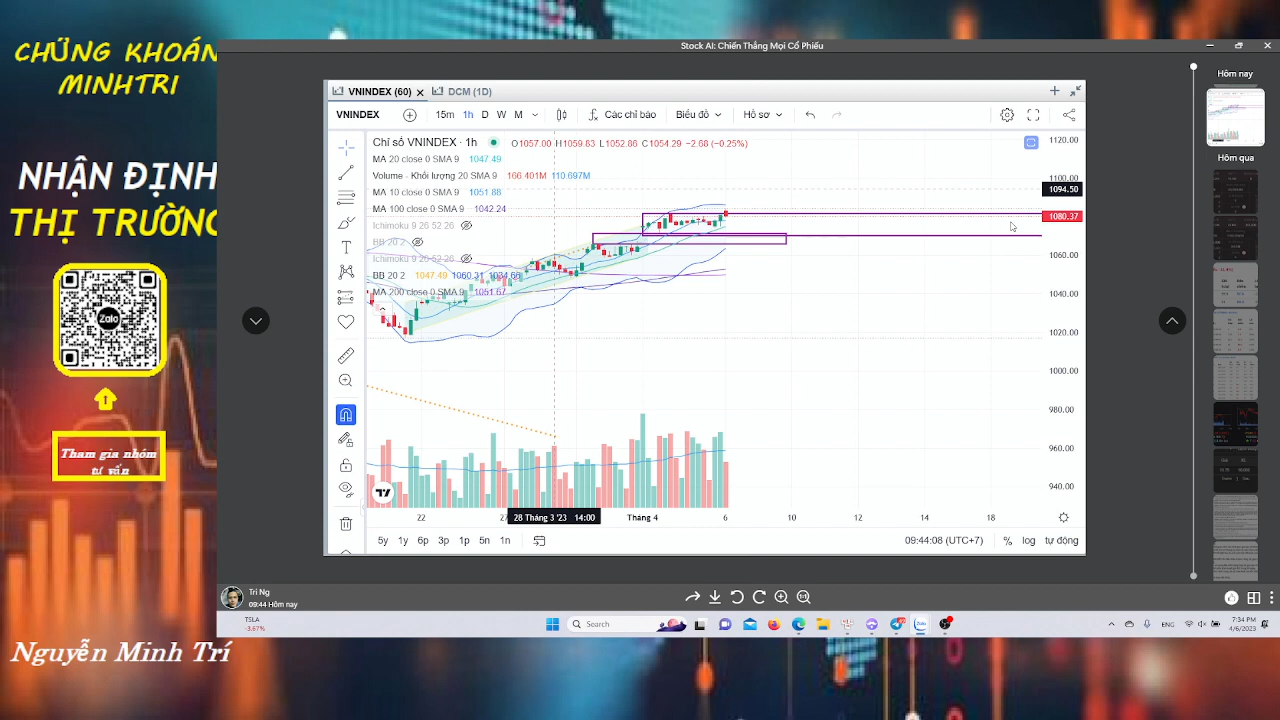 CHỨNG KHOÁN
MINHTRI
NHẬN ĐỊNH
THỊ TRƯỜNG
Zalo
Tham gia nhóm
tư vấn
Nguyễn Minh Trí
Stock AI: Chiến Thắng Mọi Cổ Phiếu
VNINDEX (60)
DCM (1D)
VNINDEX
15m 1h D W M
Các chỉ báo
Biểu đồ
Hồ sơ
Chỉ số VNINDEX · 1h
O1057.00 H1059.83 L1052.86 C1054.29 −2.68 (−0.25%)
MA 20 close 0 SMA 9 1047.49
Volume - Khối lượng 20 SMA 9 166.401M 110.697M
MA 10 close 0 SMA 9 1051.88
MA 100 close 0 SMA 9 1042.24
Ichimoku 9 26 52 26
BB 20 2
Ichimoku 9 26 52 26
BB 20 2 1047.49 1060.31 1034.68
MA 200 close 0 SMA 9 1051.67
1120.00
1100.00
1094.50
1080.37
1060.00
1040.00
1020.00
1000.00
980.00
960.00
940.00
22
28 Tháng 3 '23 14:00
Tháng 4
6
10
12
14
18
5y 1y 6p 3p 1p 5n 1n
09:44:08 (UTC+7)
% log tự động
Hôm nay
Hôm qua
Tri Ng
09:44 Hôm nay
TSLA
-3.67%
Search
Zalo
ENG
7:34 PM
4/6/2023